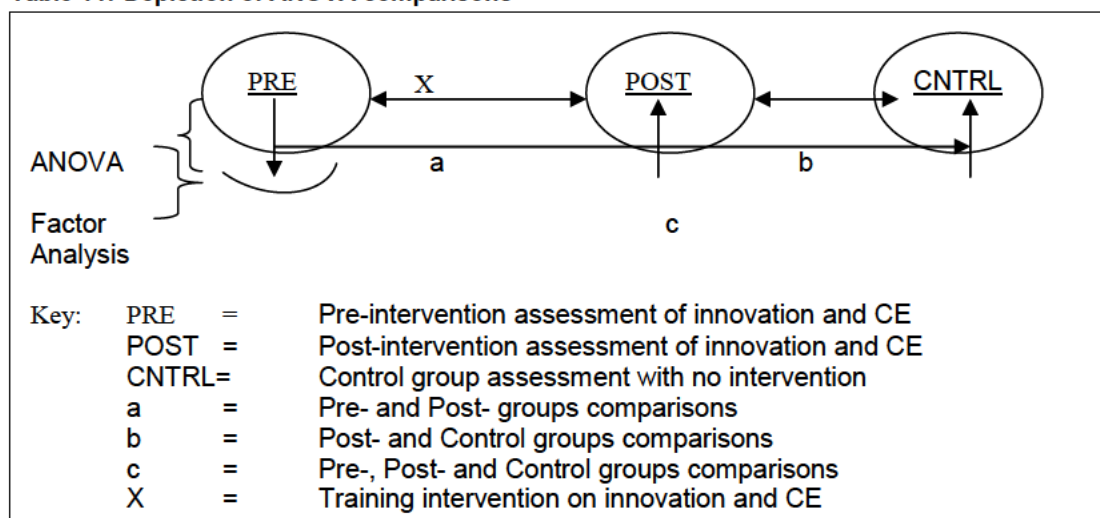 PRE X POST CNTRL
ANOVA a b
Factor c
Analysis
Key: PRE = Pre-intervention assessment of innovation and CE
POST = Post-intervention assessment of innovation and CE
CNTRL= Control group assessment with no intervention
a = Pre- and Post- groups comparisons
b = Post- and Control groups comparisons
c = Pre-, Post- and Control groups comparisons
X = Training intervention on innovation and CE